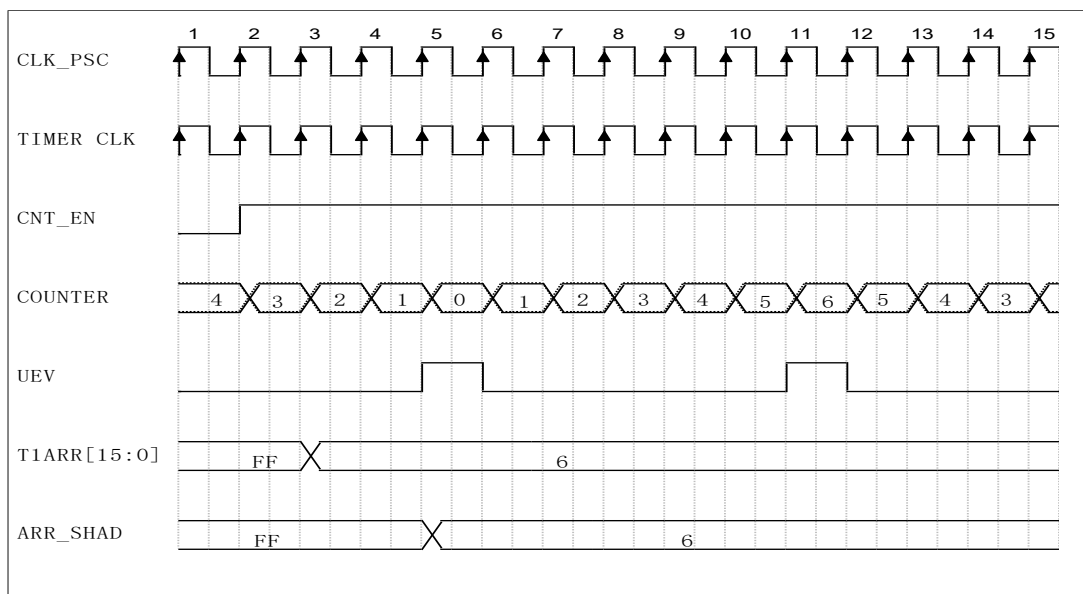 1 2 3 4 5 6 7 8 9 10 11 12 13 14 15
CLK_PSC
TIMER CLK
CNT_EN
COUNTER 4 3 2 1 0 1 2 3 4 5 6 5 4 3
UEV
T1ARR[15:0] FF 6
ARR_SHAD FF 6